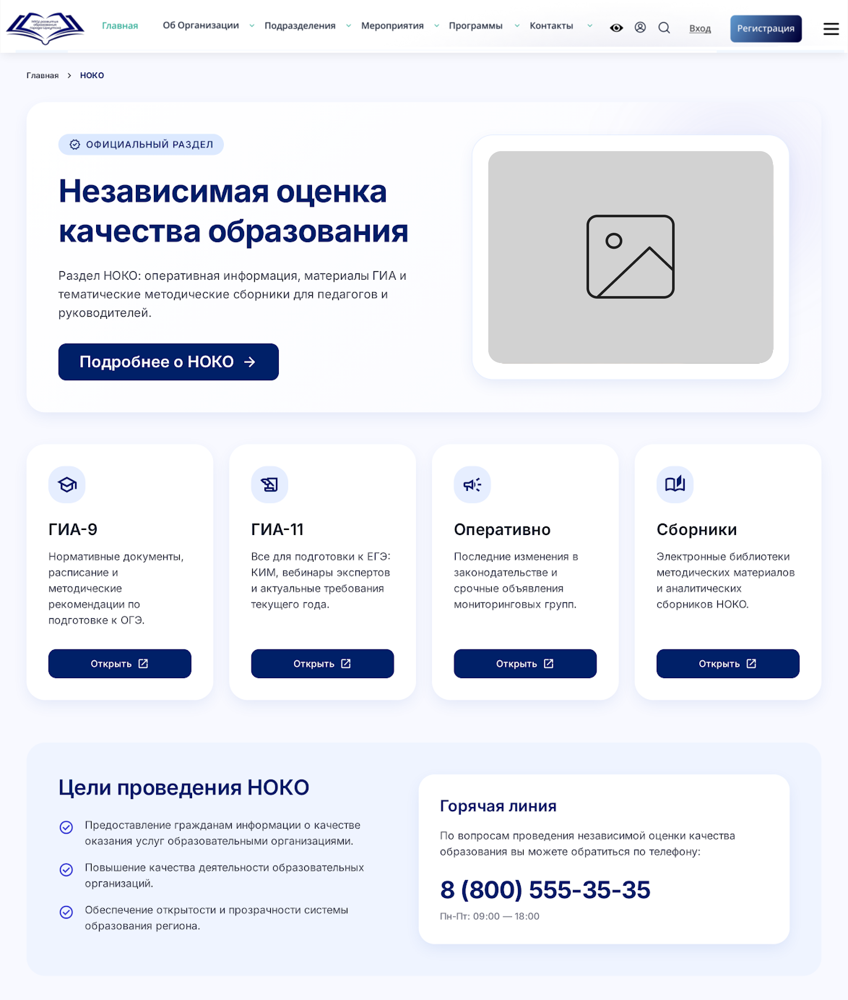 МКУ развития
образования
города Иркутска
Главная
Об Организации
Подразделения
Мероприятия
Программы
Контакты
Вход
Регистрация
Главная > НОКО
ОФИЦИАЛЬНЫЙ РАЗДЕЛ
Независимая оценка
качества образования
Раздел НОКО: оперативная информация, материалы ГИА и
тематические методические сборники для педагогов и
руководителей.
Подробнее о НОКО →
ГИА-9
Нормативные документы,
расписание и
методические
рекомендации по
подготовке к ОГЭ.
Открыть
ГИА-11
Все для подготовки к ЕГЭ:
КИМ, вебинары экспертов
и актуальные требования
текущего года.
Открыть
Оперативно
Последние изменения в
законодательстве и
срочные объявления
мониторинговых групп.
Открыть
Сборники
Электронные библиотеки
методических материалов
и аналитических
сборников НОКО.
Открыть
Цели проведения НОКО
Предоставление гражданам информации о качестве
оказания услуг образовательными организациями.
Повышение качества деятельности образовательных
организаций.
Обеспечение открытости и прозрачности системы
образования региона.
Горячая линия
По вопросам проведения независимой оценки качества
образования вы можете обратиться по телефону:
8 (800) 555-35-35
Пн-Пт: 09:00 — 18:00